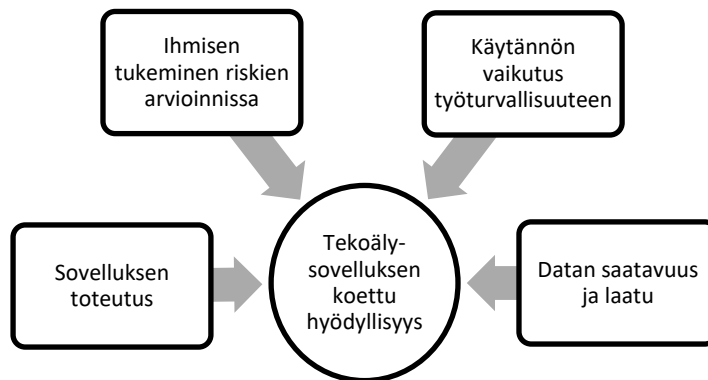 Ihmisen
tukeminen riskien
arvioinnissa
Käytännön
vaikutus
työturvallisuuteen
Sovelluksen
toteutus
Tekoäly-
sovelluksen
koettu
hyödyllisyys
Datan saatavuus
ja laatu